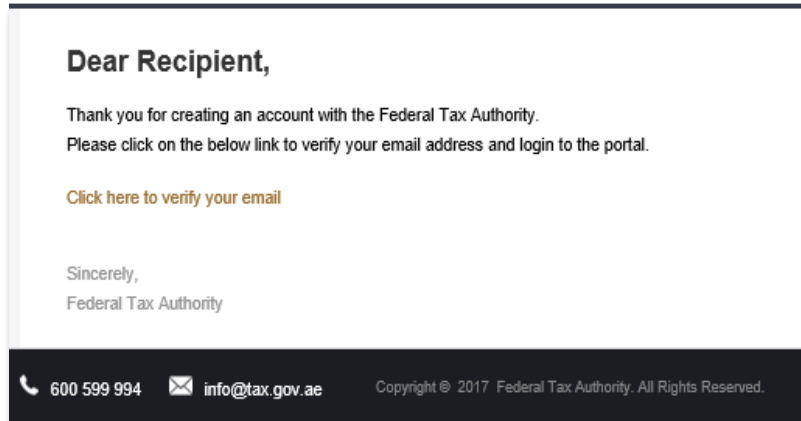 Dear Recipient,
Thank you for creating an account with the Federal Tax Authority.
Please click on the below link to verify your email address and login to the portal.
Click here to verify your email
Sincerely,
Federal Tax Authority
600 599 994 info@tax.gov.ae Copyright © 2017 Federal Tax Authority. All Rights Reserved.